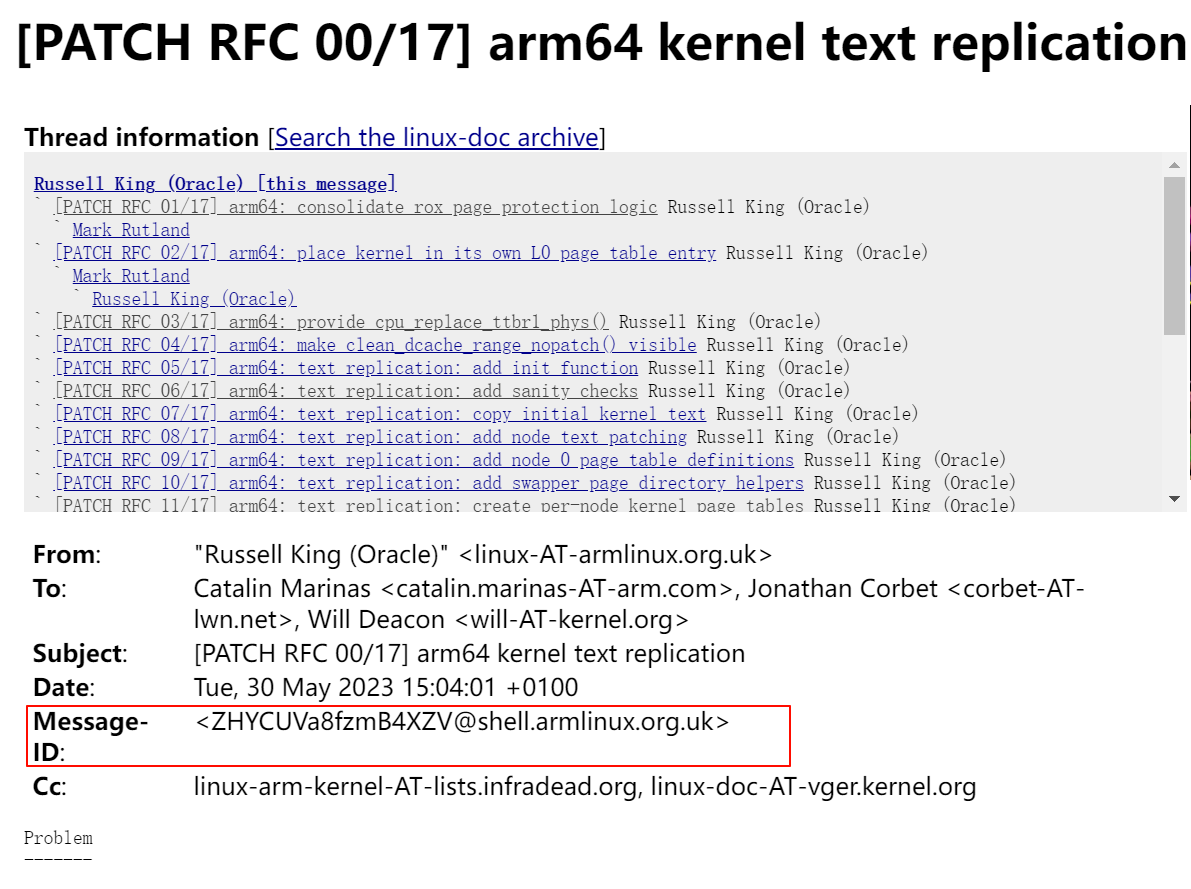 [PATCH RFC 00/17] arm64 kernel text replication
Thread information [Search the linux-doc archive]
Russell King (Oracle) [this message]
` [PATCH RFC 01/17] arm64: consolidate rox page protection logic Russell King (Oracle)
` Mark Rutland
` [PATCH RFC 02/17] arm64: place kernel in its own L0 page table entry Russell King (Oracle)
` Mark Rutland
` Russell King (Oracle)
` [PATCH RFC 03/17] arm64: provide cpu_replace_ttbr1_phys() Russell King (Oracle)
` [PATCH RFC 04/17] arm64: make clean_dcache_range_nopatch() visible Russell King (Oracle)
` [PATCH RFC 05/17] arm64: text replication: add init function Russell King (Oracle)
` [PATCH RFC 06/17] arm64: text replication: add sanity checks Russell King (Oracle)
` [PATCH RFC 07/17] arm64: text replication: copy initial kernel text Russell King (Oracle)
` [PATCH RFC 08/17] arm64: text replication: add node text patching Russell King (Oracle)
` [PATCH RFC 09/17] arm64: text replication: add node 0 page table definitions Russell King (Oracle)
` [PATCH RFC 10/17] arm64: text replication: add swapper page directory helpers Russell King (Oracle)
` [PATCH RFC 11/17] arm64: text replication: create per-node kernel page tables Russell King (Oracle)
From: "Russell King (Oracle)" <linux-AT-armlinux.org.uk>
To: Catalin Marinas <catalin.marinas-AT-arm.com>, Jonathan Corbet <corbet-AT-
lwn.net>, Will Deacon <will-AT-kernel.org>
Subject: [PATCH RFC 00/17] arm64 kernel text replication
Date: Tue, 30 May 2023 15:04:01 +0100
Message- <ZHYCUVa8fzmB4XZV@shell.armlinux.org.uk>
ID:
Cc: linux-arm-kernel-AT-lists.infradead.org, linux-doc-AT-vger.kernel.org
Problem
-------